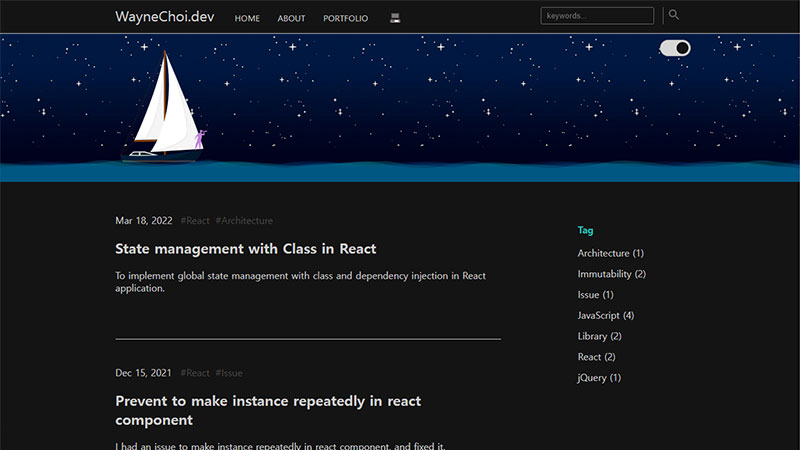 WayneChoi.dev
HOME ABOUT PORTFOLIO
keywords...
Mar 18, 2022 #React #Architecture
State management with Class in React
To implement global state management with class and dependency injection in React
application.
Dec 15, 2021 #React #Issue
Prevent to make instance repeatedly in react
component
I had an issue to make instance repeatedly in react component, and fixed it.
Tag
Architecture (1)
Immutability (2)
Issue (1)
JavaScript (4)
Library (2)
React (2)
jQuery (1)